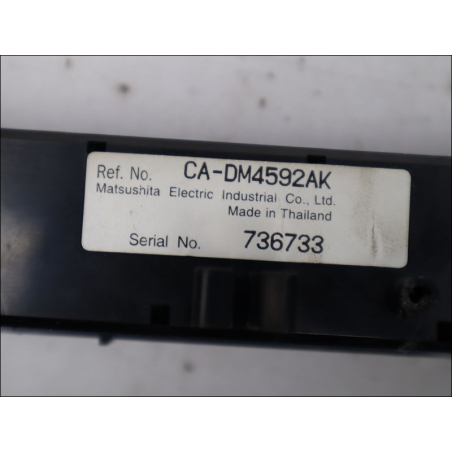 Ref. No. CA-DM4592AK
Matsushita Electric Industrial Co., Ltd.
Made in Thailand
Serial No. 736733